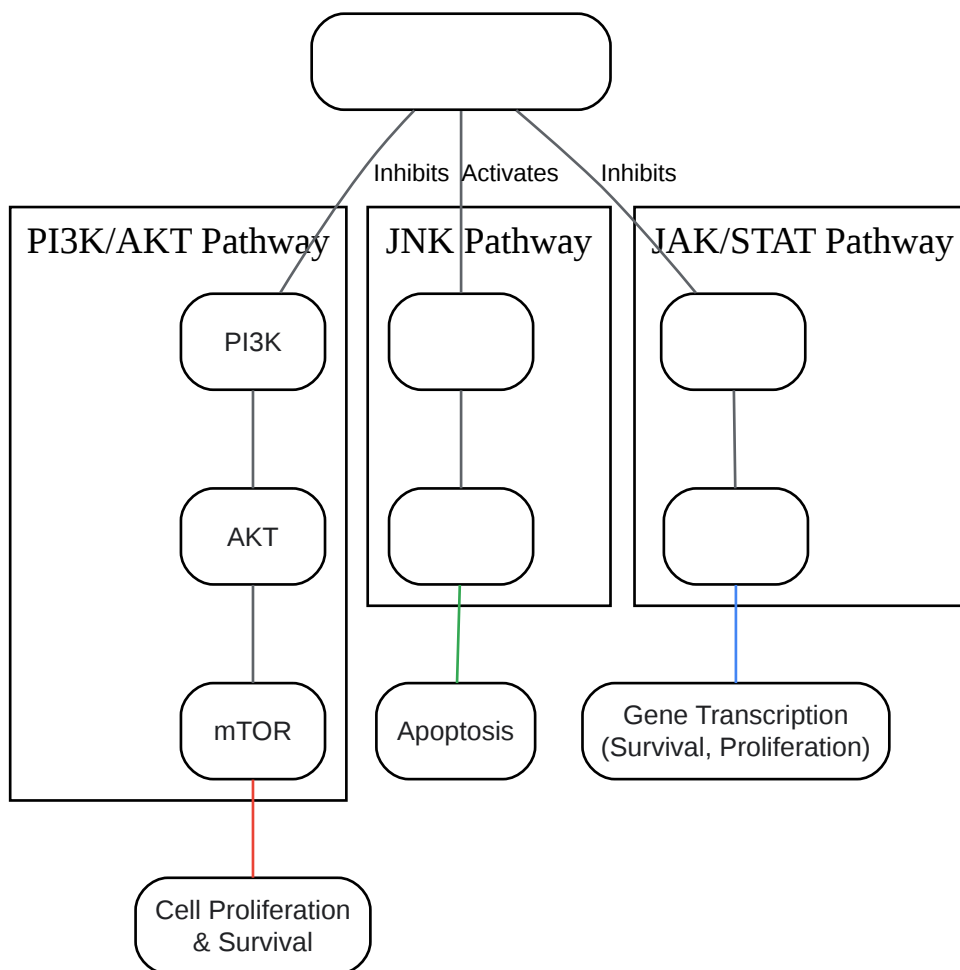 Inhibits
Activates
Inhibits
PI3K/AKT Pathway
JNK Pathway
JAK/STAT Pathway
PI3K
AKT
mTOR
Apoptosis
Gene Transcription
(Survival, Proliferation)
Cell Proliferation
& Survival